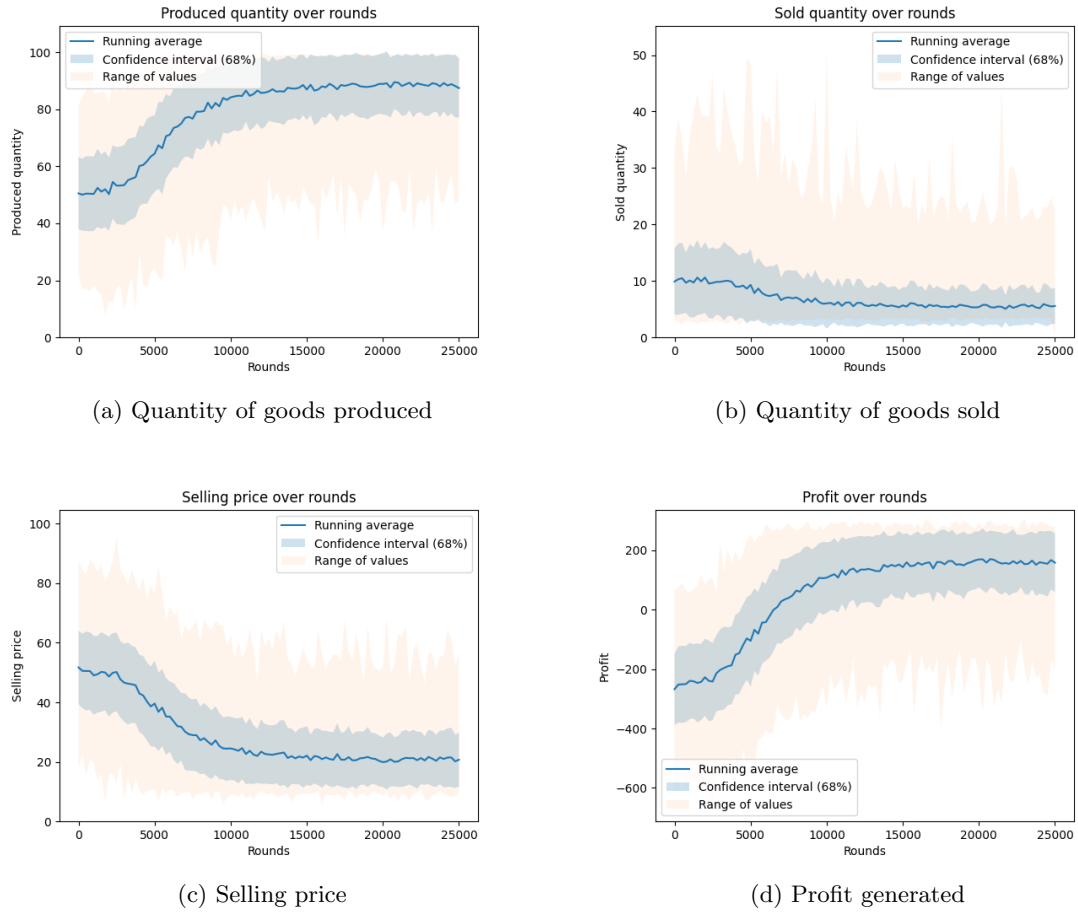 Produced quantity over rounds
Running average
Confidence interval (68%)
Range of values
Produced quantity
100
80
60
40
20
0
0 5000 10000 15000 20000 25000
Rounds
(a) Quantity of goods produced
Sold quantity over rounds
Running average
Confidence interval (68%)
Range of values
Sold quantity
50
40
30
20
10
0
0 5000 10000 15000 20000 25000
Rounds
(b) Quantity of goods sold
Selling price over rounds
Running average
Confidence interval (68%)
Range of values
Selling price
100
80
60
40
20
0
0 5000 10000 15000 20000 25000
Rounds
(c) Selling price
Profit over rounds
Profit
200
0
−200
−400
−600
Running average
Confidence interval (68%)
Range of values
0 5000 10000 15000 20000 25000
Rounds
(d) Profit generated